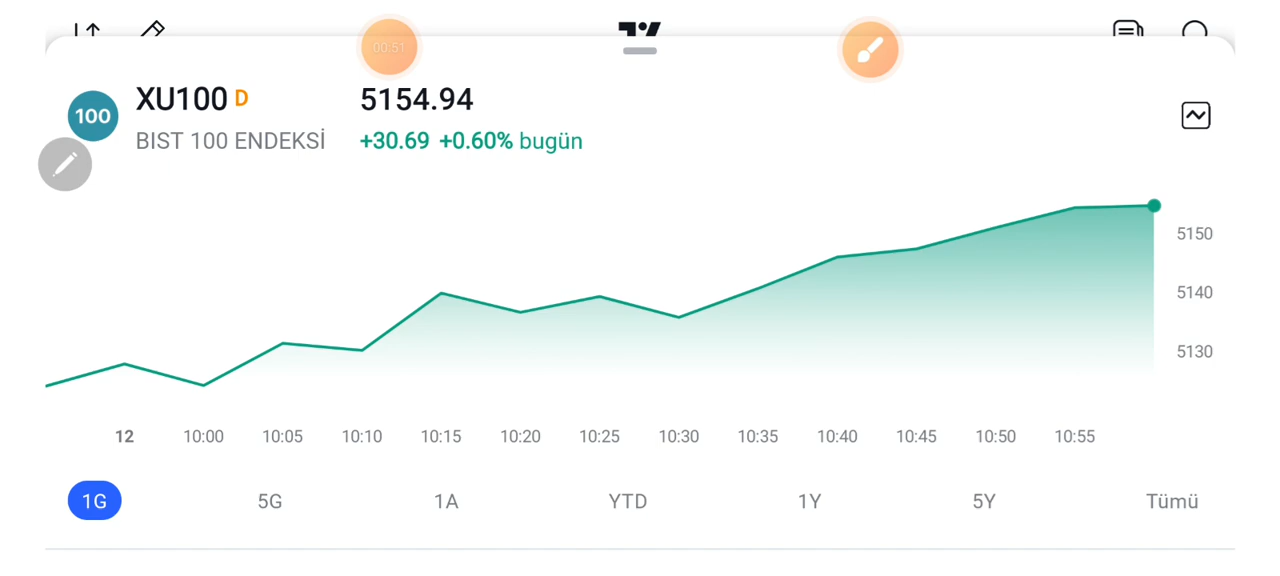 00:51
100
XU100 D
5154.94
BIST 100 ENDEKSİ
+30.69 +0.60% bugün
5150
5140
5130
12 10:00 10:05 10:10 10:15 10:20 10:25 10:30 10:35 10:40 10:45 10:50 10:55
1G 5G 1A YTD 1Y 5Y Tümü